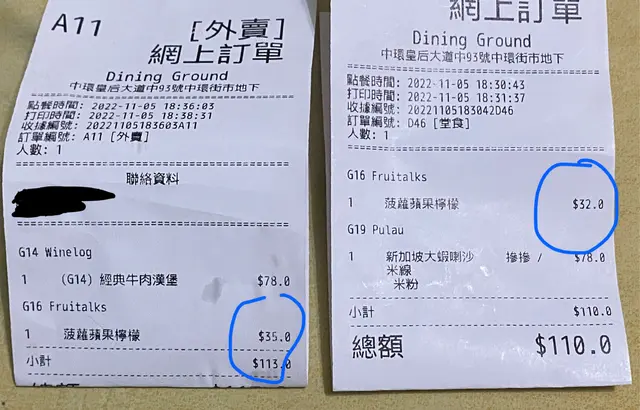 A11
[外賣]
網上訂單
Dining Ground
中環皇后大道中93號中環街市地下
點餐時間: 2022-11-05 18:36:03
打印時間: 2022-11-05 18:38:31
收據編號: 20221105183603A11
訂單編號: A11 [外賣]
人數: 1
聯絡資料
G14 Winelog
1 (G14) 經典牛肉漢堡 $78.0
G16 Fruitalks
1 菠蘿蘋果檸檬 $35.0
小計 $113.0
網上訂單
Dining Ground
中環皇后大道中93號中環街市地下
點餐時間: 2022-11-05 18:30:43
打印時間: 2022-11-05 18:31:37
收據編號: 20221105183042D46
訂單編號: D46 [堂食]
人數: 1
G16 Fruitalks
1 菠蘿蘋果檸檬 $32.0
G19 Pulau
1 新加坡大蝦喇沙 摻摻 / $78.0
米線
米粉
小計 $110.0
總額 $110.0